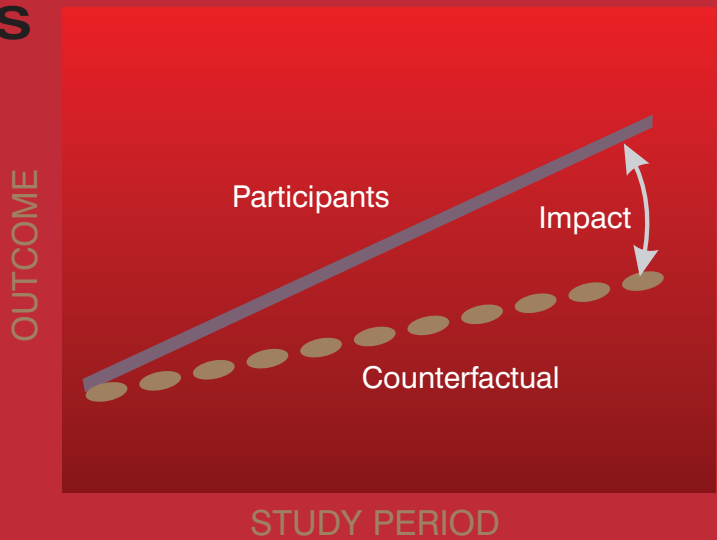 s
OUTCOME
Participants
Impact
Counterfactual
STUDY PERIOD